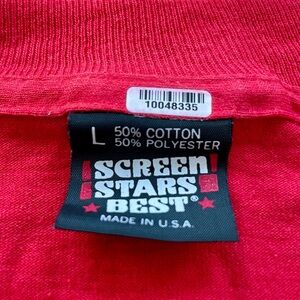 10048335
L 50% COTTON
50% POLYESTER
SCREEN!
STARS
BEST®
MADE IN U.S.A.